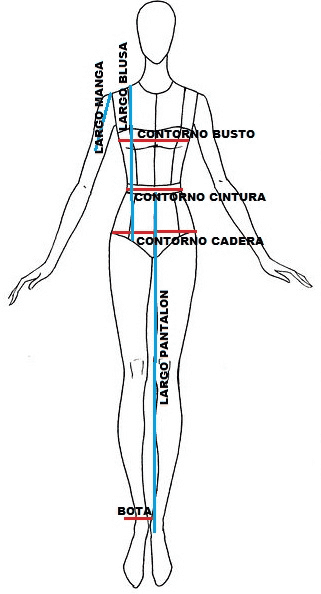 LARGO MANGA
LARGO BLUSA
CONTORNO BUSTO
CONTORNO CINTURA
CONTORNO CADERA
LARGO PANTALON
BOTA